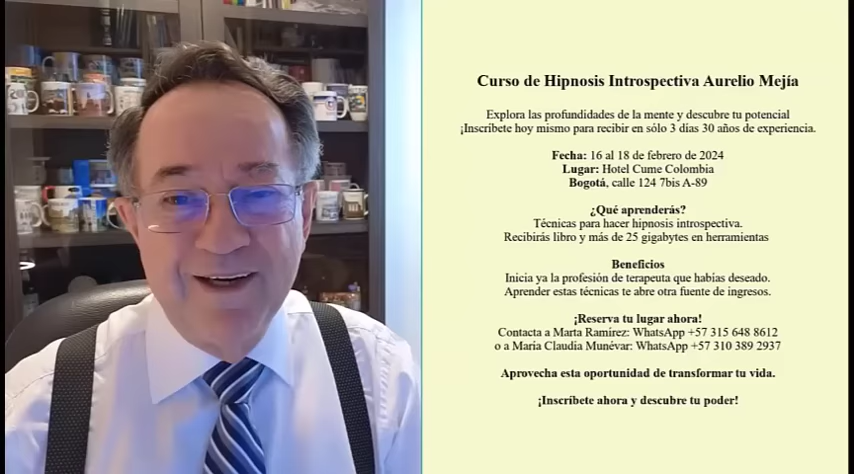 Curso de Hipnosis Introspectiva Aurelio Mejía
Explora las profundidades de la mente y descubre tu potencial
¡Inscríbete hoy mismo para recibir en sólo 3 días 30 años de experiencia.
Fecha: 16 al 18 de febrero de 2024
Lugar: Hotel Cume Colombia
Bogotá, calle 124 7bis A-89
¿Qué aprenderás?
Técnicas para hacer hipnosis introspectiva.
Recibirás libro y más de 25 gigabytes en herramientas
Beneficios
Inicia ya la profesión de terapeuta que habías deseado.
Aprender estas técnicas te abre otra fuente de ingresos.
¡Reserva tu lugar ahora!
Contacta a Marta Ramírez: WhatsApp +57 315 648 8612
o a María Claudia Munévar: WhatsApp +57 310 389 2937
Aprovecha esta oportunidad de transformar tu vida.
¡Inscríbete ahora y descubre tu poder!